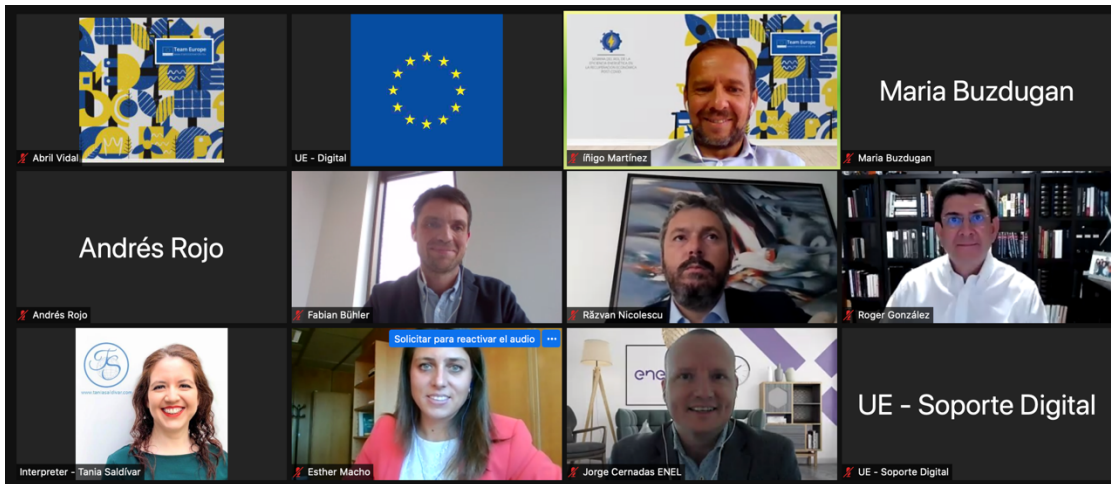 Team Europe
Abril Vidal
UE - Digital
Team Europe
íñigo Martínez
Maria Buzdugan
Maria Buzdugan
Andrés Rojo
Andrés Rojo
Fabian Bühler
Răzvan Nicolescu
Roger González
TS
www.taniasaldivar.com
Interpreter - Tania Saldívar
Solicitar para reactivar el audio
Esther Macho
ene
Jorge Cernadas ENEL
UE - Soporte Digital
UE - Soporte Digital